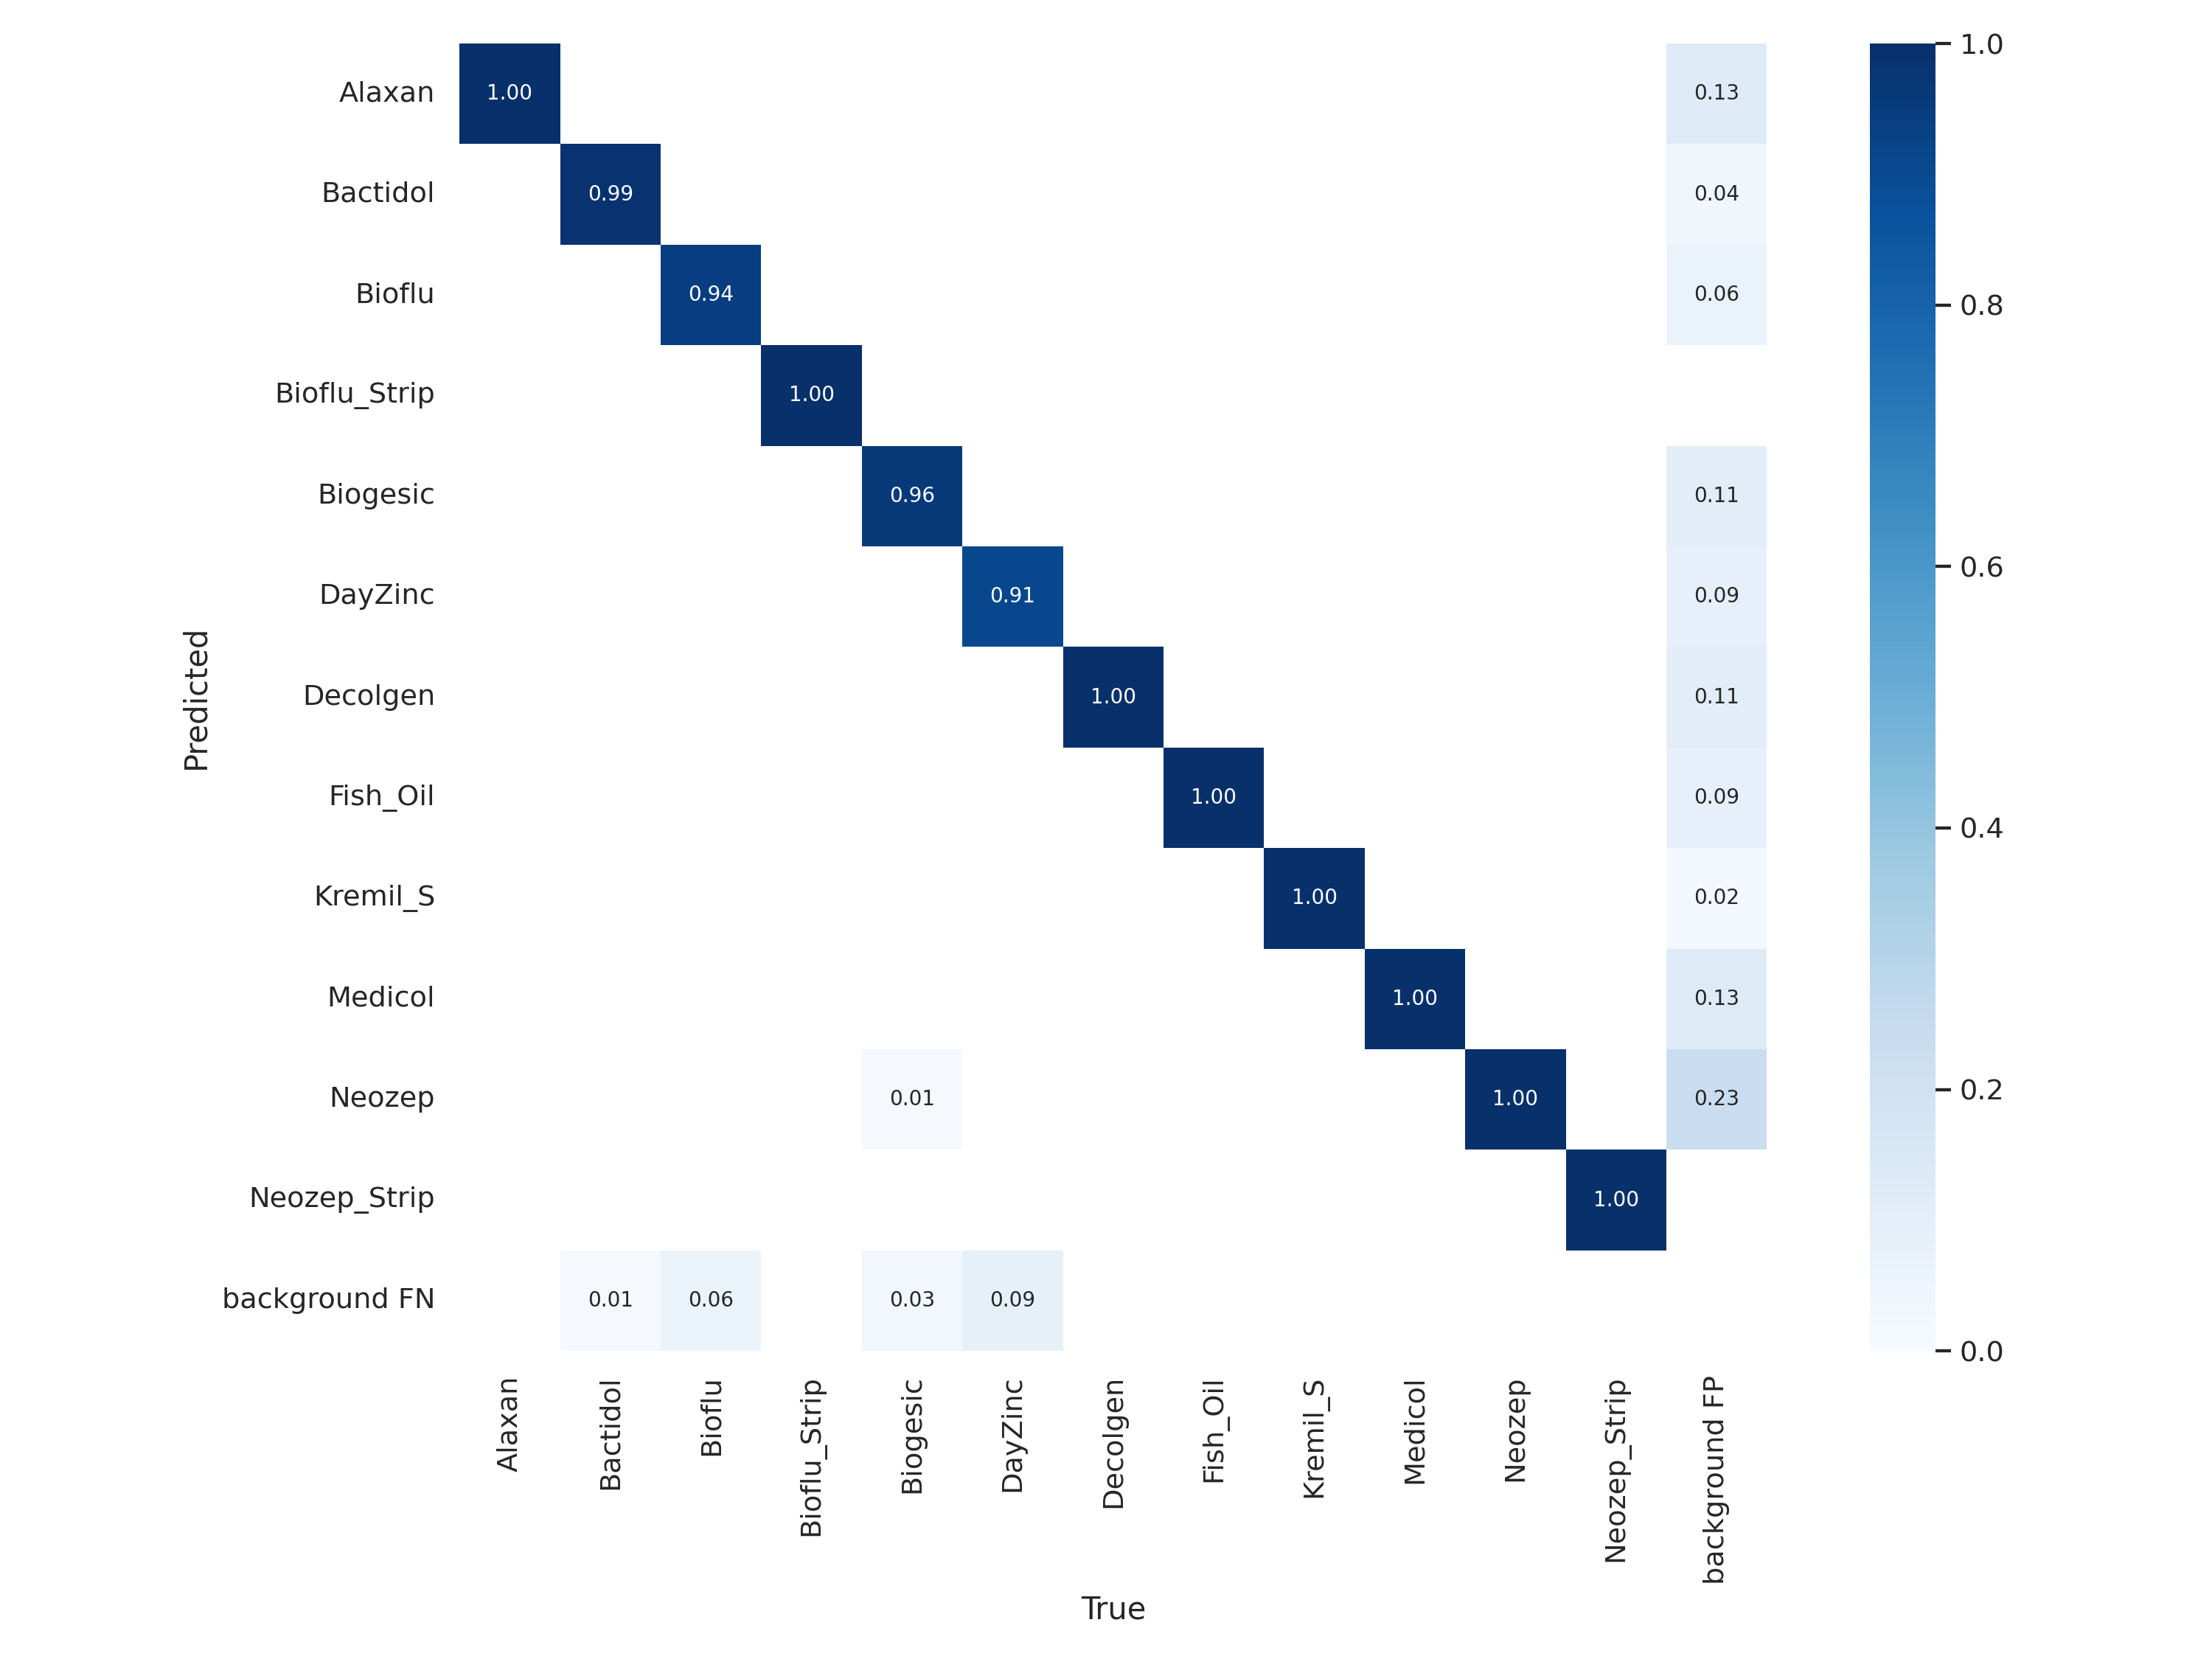 Alaxan 1.00 0.13
Bactidol 0.99 0.04
Bioflu 0.94 0.06
Bioflu_Strip 1.00
Biogesic 0.96 0.11
DayZinc 0.91 0.09
Decolgen 1.00 0.11
Fish_Oil 1.00 0.09
Kremil_S 1.00 0.02
Medicol 1.00 0.13
Neozep 0.01 1.00 0.23
Neozep_Strip 1.00
background FN 0.01 0.06 0.03 0.09
Predicted
Alaxan
Bactidol
Bioflu
Bioflu_Strip
Biogesic
DayZinc
Decolgen
Fish_Oil
Kremil_S
Medicol
Neozep
Neozep_Strip
background FP
True
1.0
0.8
0.6
0.4
0.2
0.0